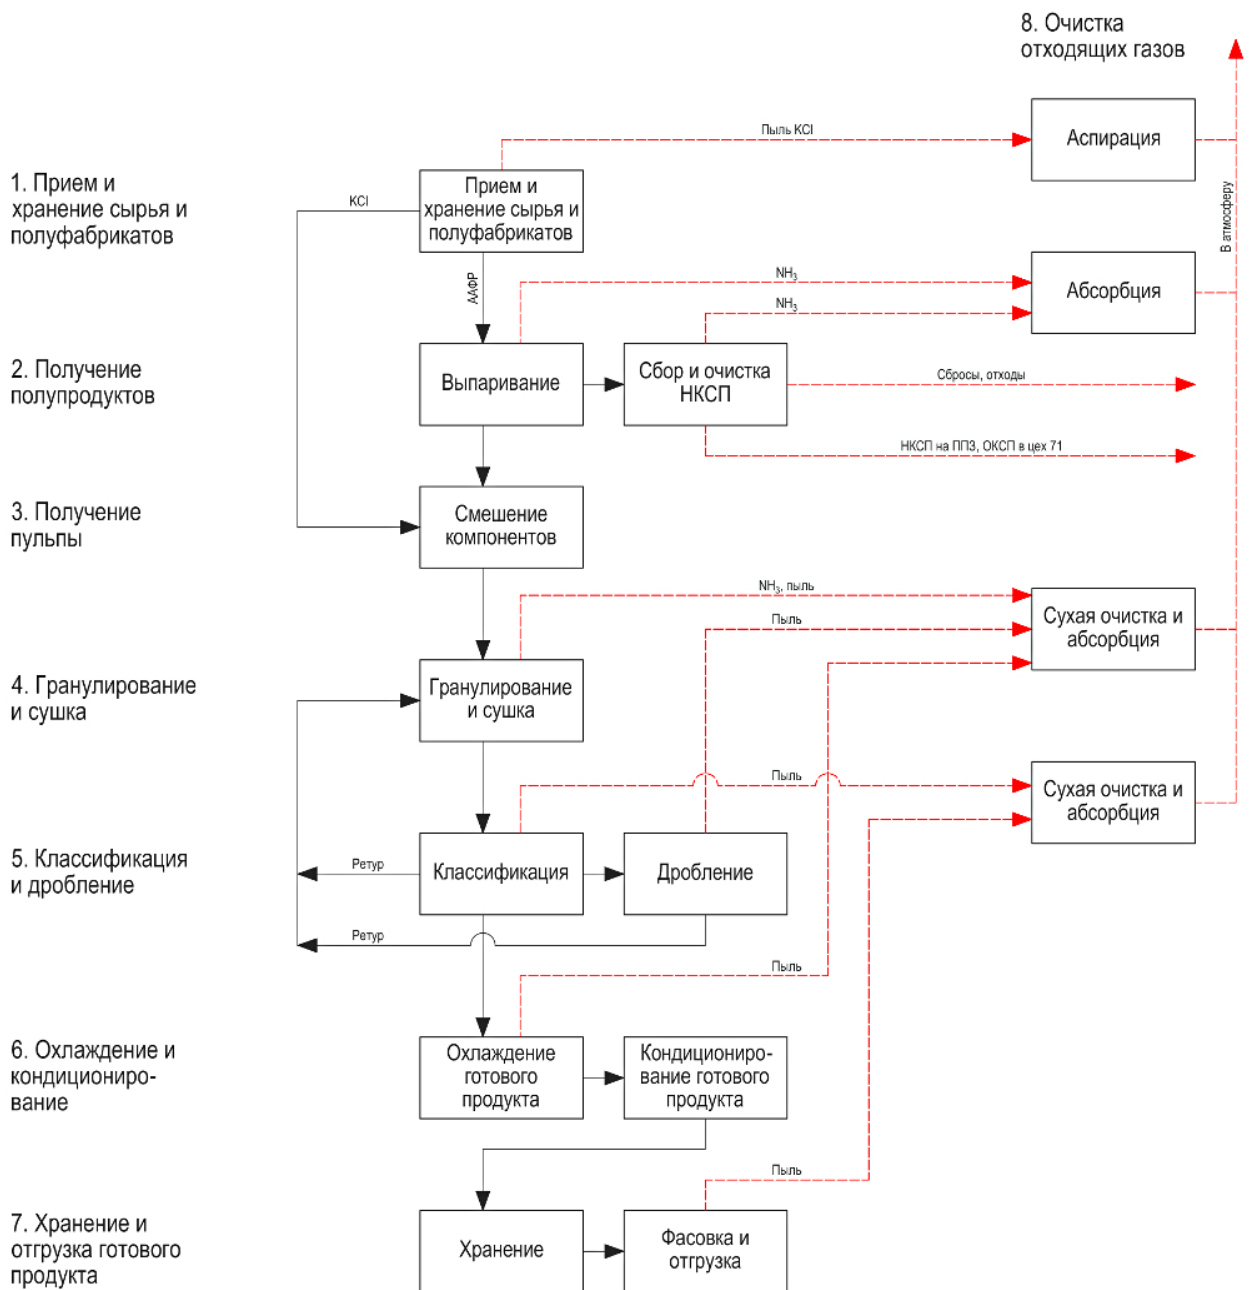 8. Очистка
отходящих газов
Пыль KCl
Аспирация
В атмосферу
1. Прием и
хранение сырья и
полуфабрикатов
KCl
Прием и
хранение сырья и
полуфабрикатов
ААФР
NH₃
NH₃
Абсорбция
2. Получение
полупродуктов
Выпаривание
Сбор и очистка
НКСП
Сбросы, отходы
НКСП на ППЗ, ОКСП в цех 71
3. Получение
пульпы
Смешение
компонентов
NH₃, пыль
Пыль
Сухая очистка и
абсорбция
4. Гранулирование
и сушка
Гранулирование
и сушка
Пыль
Сухая очистка и
абсорбция
5. Классификация
и дробление
Ретур
Классификация
Дробление
Ретур
Пыль
6. Охлаждение и
кондициониро-
вание
Охлаждение
готового
продукта
Кондициониро-
вание готового
продукта
Пыль
7. Хранение и
отгрузка готового
продукта
Хранение
Фасовка и
отгрузка